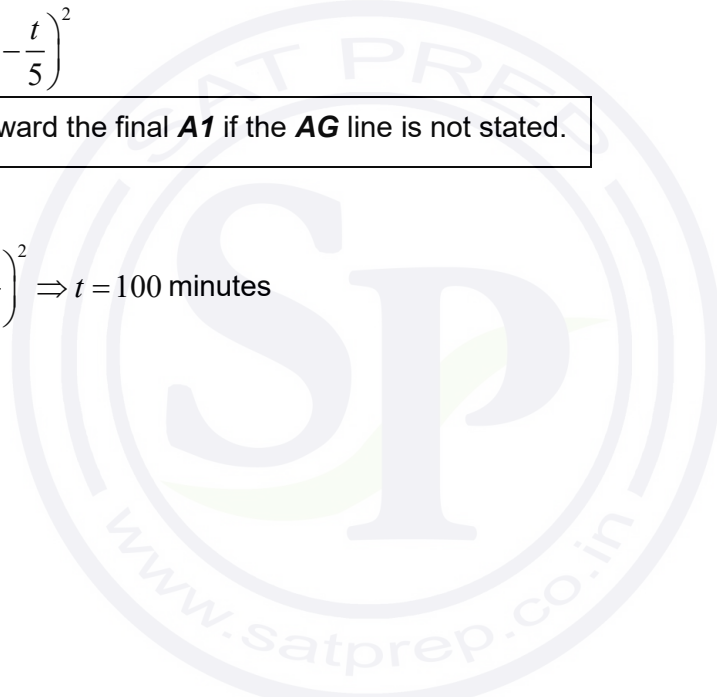 −t/5)²
ward the final A1 if the AG line is not stated.
)² ⇒ t = 100 minutes
SAT PREP
SP
www.satprep.co.in